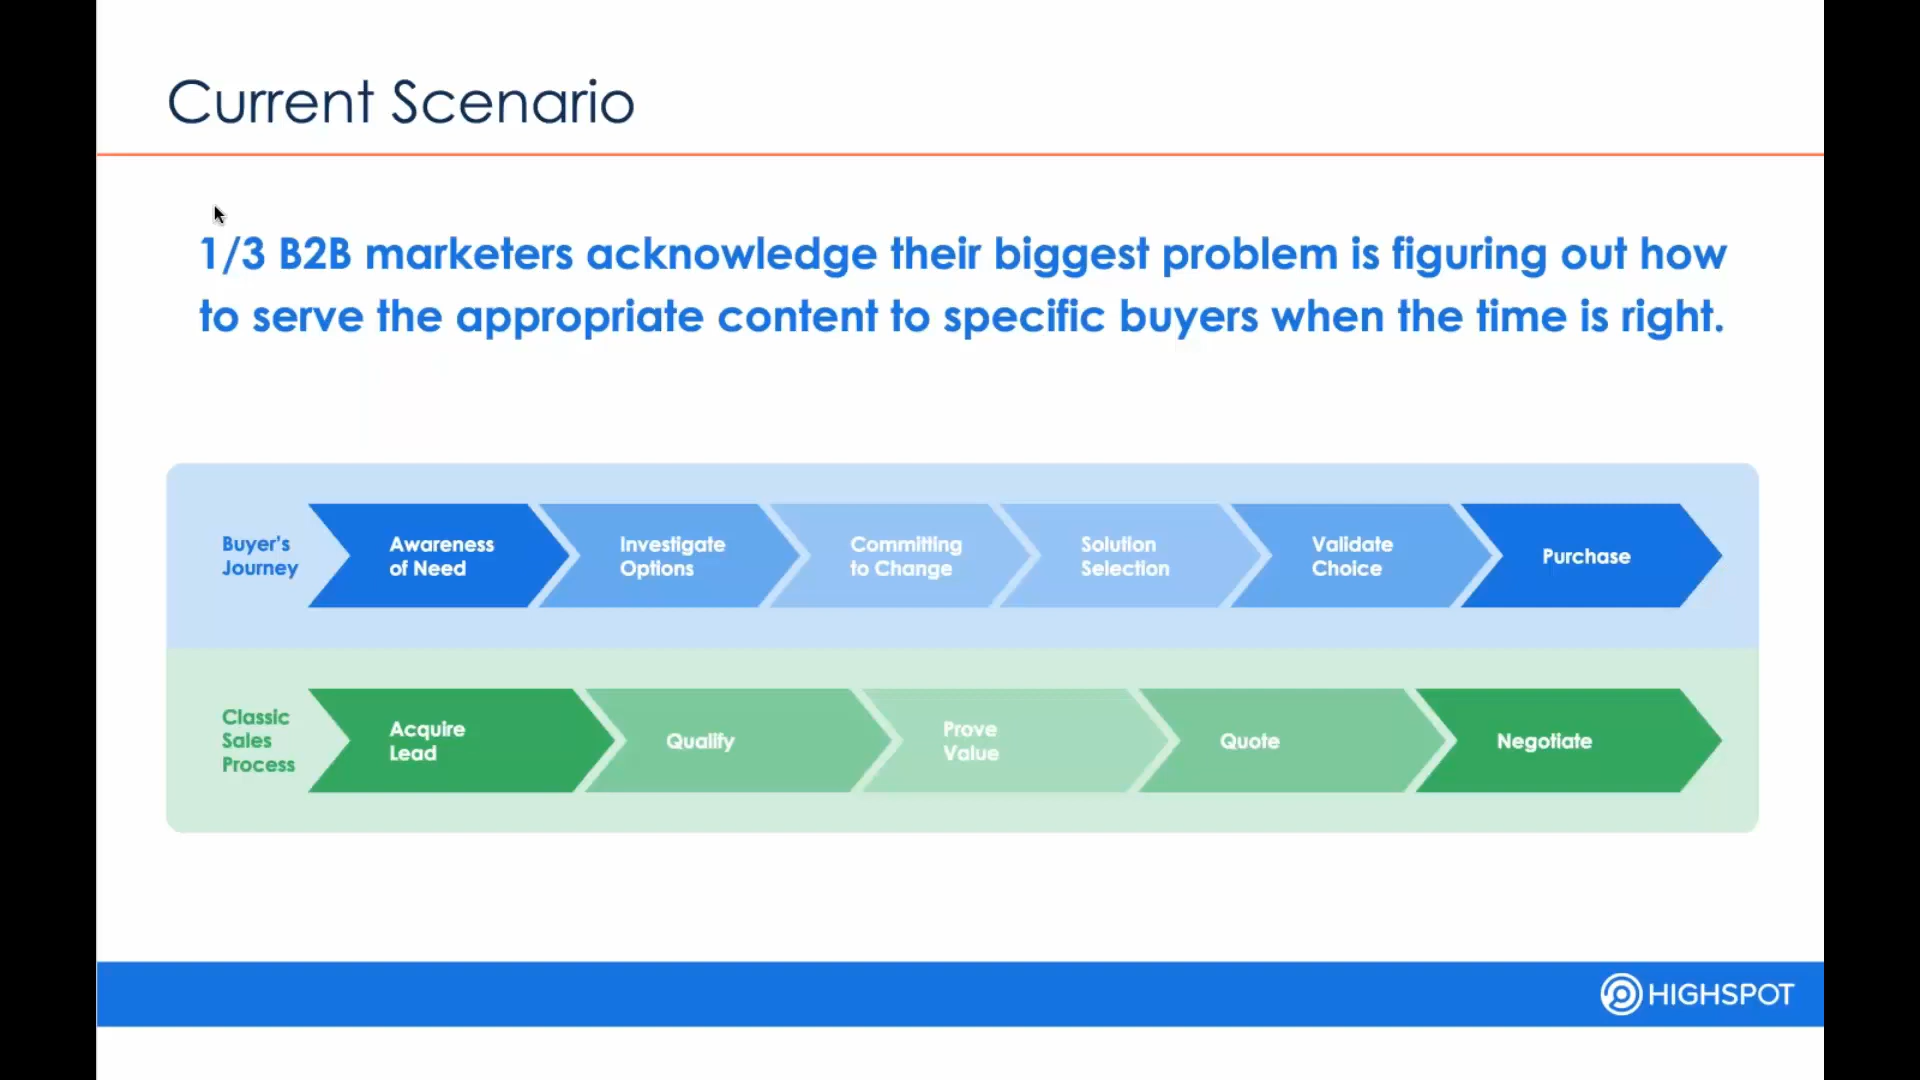 Current Scenario
1/3 B2B marketers acknowledge their biggest problem is figuring out how
to serve the appropriate content to specific buyers when the time is right.
Buyer's
Journey
Awareness
of Need
Investigate
Options
Committing
to Change
Solution
Selection
Validate
Choice
Purchase
Classic
Sales
Process
Acquire
Lead
Qualify
Prove
Value
Quote
Negotiate
HIGHSPOT